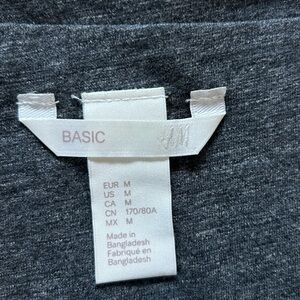 BASIC H&M
EUR M
US M
CA M
CN 170/80A
MX M
Made in
Bangladesh
Fabriqué en
Bangladesh